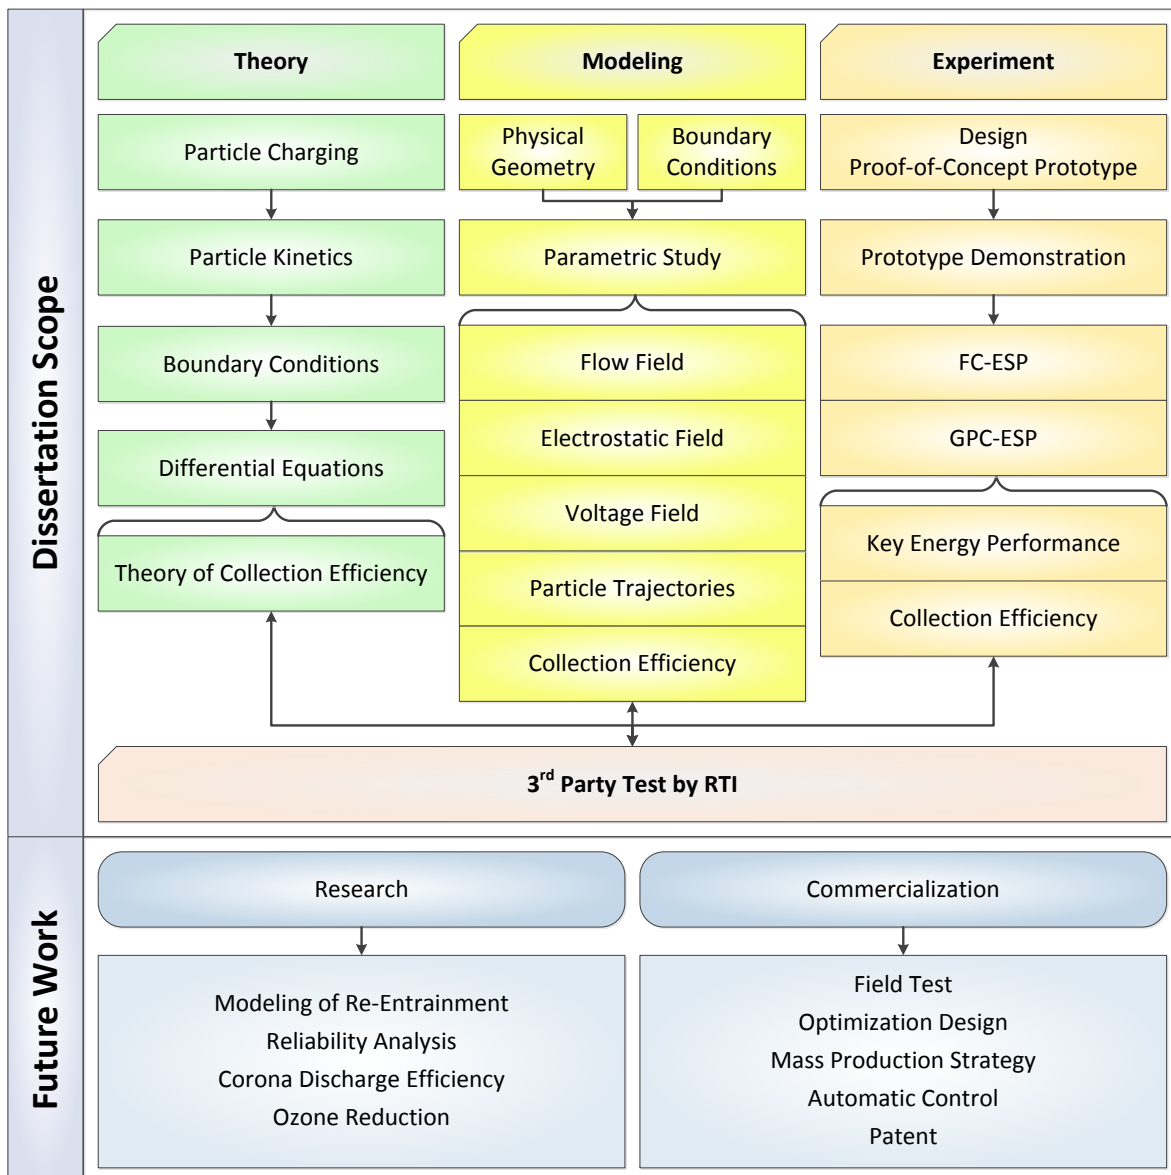 Dissertation Scope
Theory
Particle Charging
Particle Kinetics
Boundary Conditions
Differential Equations
Theory of Collection Efficiency
Modeling
Physical
Geometry
Boundary
Conditions
Parametric Study
Flow Field
Electrostatic Field
Voltage Field
Particle Trajectories
Collection Efficiency
Experiment
Design
Proof-of-Concept Prototype
Prototype Demonstration
FC-ESP
GPC-ESP
Key Energy Performance
Collection Efficiency
3rd Party Test by RTI
Future Work
Research
Modeling of Re-Entrainment
Reliability Analysis
Corona Discharge Efficiency
Ozone Reduction
Commercialization
Field Test
Optimization Design
Mass Production Strategy
Automatic Control
Patent